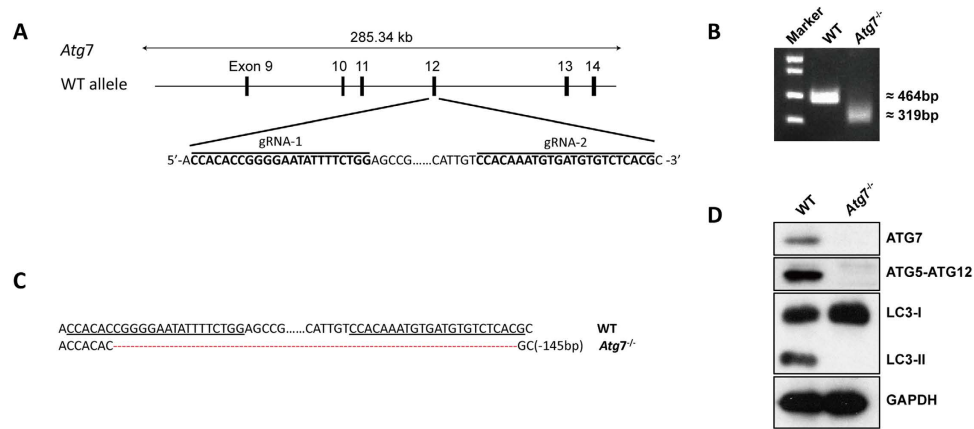 A
Atg7
285.34 kb
WT allele
Exon 9
10
11
12
13
14
gRNA-1
gRNA-2
5’-ACCACACCGGGGAATATTTTCTGGAGCCG......CATTGTCCACAAATGTGATGTGTCTCACGC -3’
B
Marker
WT
Atg7-/-
≈ 464bp
≈ 319bp
C
ACCACACCGGGGAATATTTTCTGGAGCCG......CATTGTCCACAAATGTGATGTGTCTCACGC WT
ACCACAC---------------------------------------------------------------GC(-145bp) Atg7-/-
D
WT
Atg7-/-
ATG7
ATG5-ATG12
LC3-I
LC3-II
GAPDH